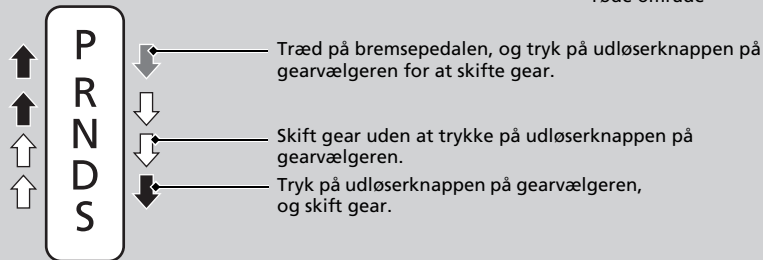 Træd på bremsepedalen, og tryk på udløserknappen på
gearvælgeren for at skifte gear.
P
R
N
D
S
Skift gear uden at trykke på udløserknappen på
gearvælgeren.
Tryk på udløserknappen på gearvælgeren,
og skift gear.